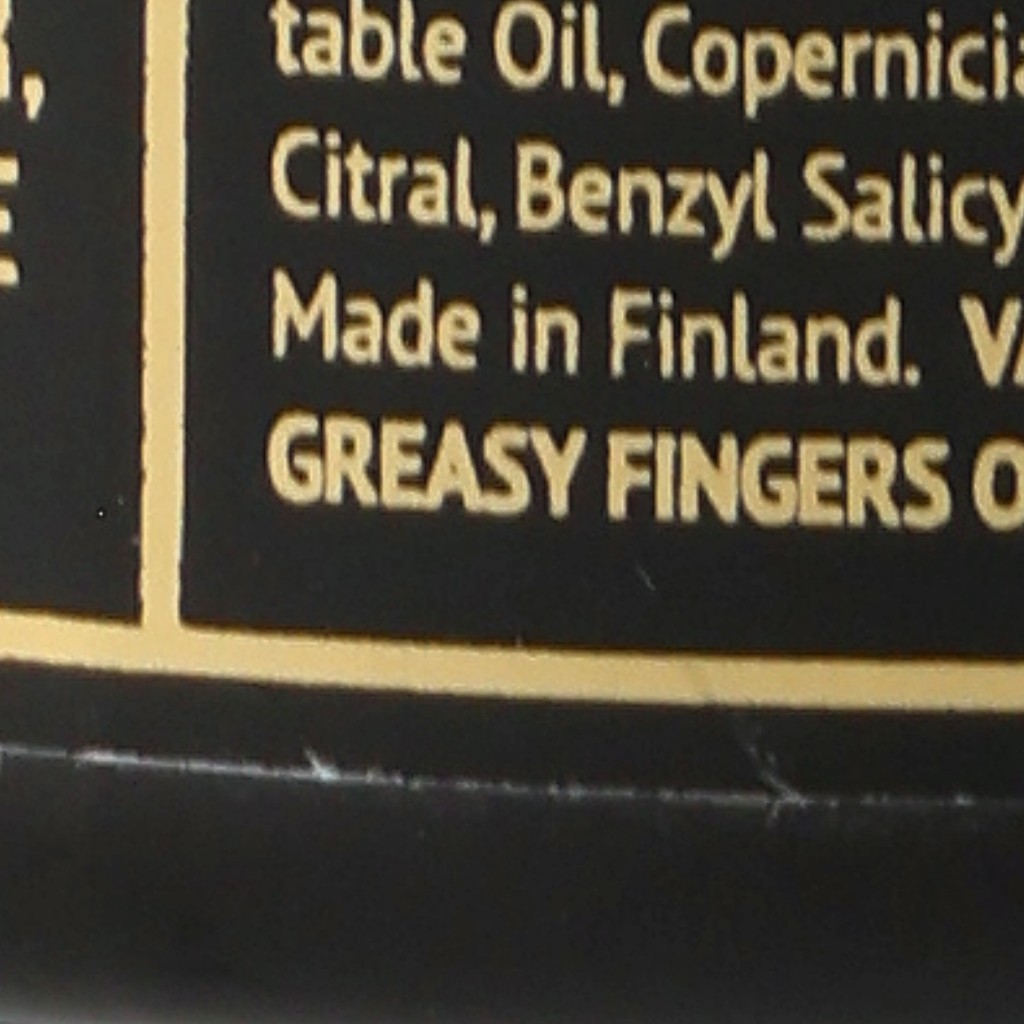 table Oil, Copernicia
Citral, Benzyl Salicy
Made in Finland.
GREASY FINGERS